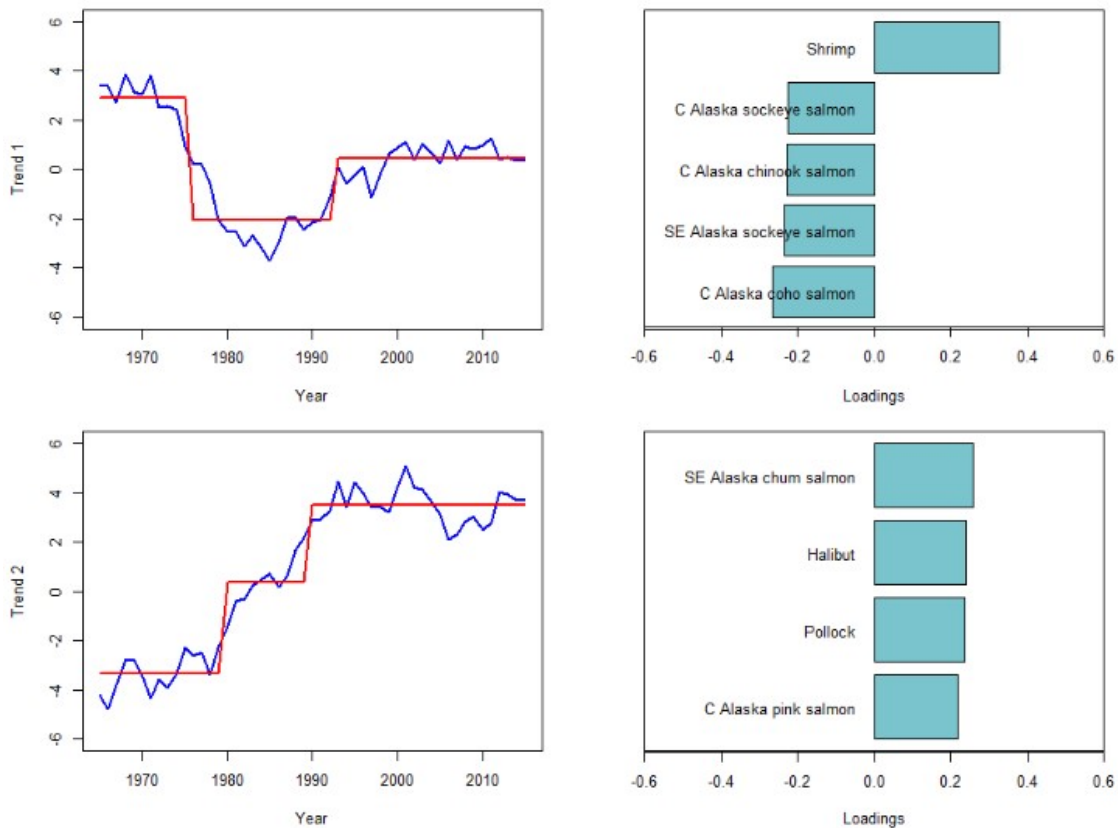 6
4
2
0
-2
-4
-6
Trend 1
1970 1980 1990 2000 2010
Year
Shrimp
C Alaska sockeye salmon
C Alaska chinook salmon
SE Alaska sockeye salmon
C Alaska coho salmon
-0.6 -0.4 -0.2 0.0 0.2 0.4 0.6
Loadings
6
4
2
0
-2
-4
-6
Trend 2
1970 1980 1990 2000 2010
Year
SE Alaska chum salmon
Halibut
Pollock
C Alaska pink salmon
-0.6 -0.4 -0.2 0.0 0.2 0.4 0.6
Loadings